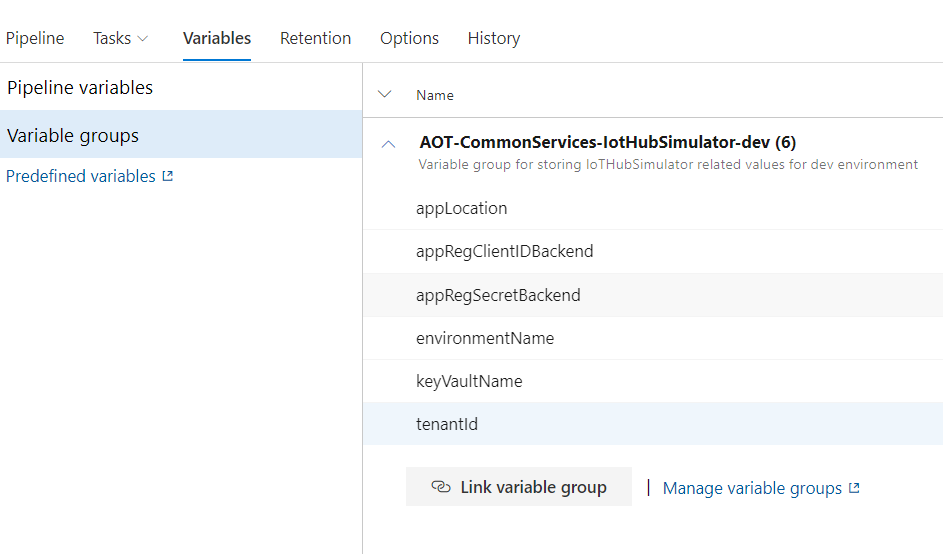 Pipeline Tasks Variables Retention Options History
Pipeline variables
Variable groups
Predefined variables
Name
AOT-CommonServices-IotHubSimulator-dev (6)
Variable group for storing IoTHubSimulator related values for dev environment
appLocation
appRegClientIDBackend
appRegSecretBackend
environmentName
keyVaultName
tenantId
Link variable group | Manage variable groups